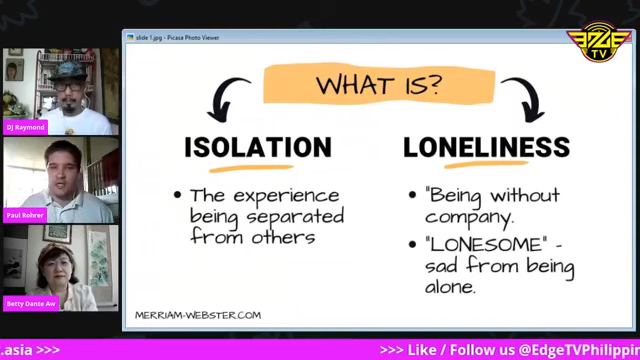 slide 1.jpg - Picasa Photo Viewer
EDGE
TV
WHAT IS?
ISOLATION
LONELINESS
• The experience
being separated
from others
• "Being without
company.
• "LONESOME" -
sad from being
alone.
MERRIAM-WEBSTER.COM
DJ Raymond
Paul Rohrer
Betty Dante Aw
.asia >>>
>>> Like / Follow us @EdgeTVPhilippin